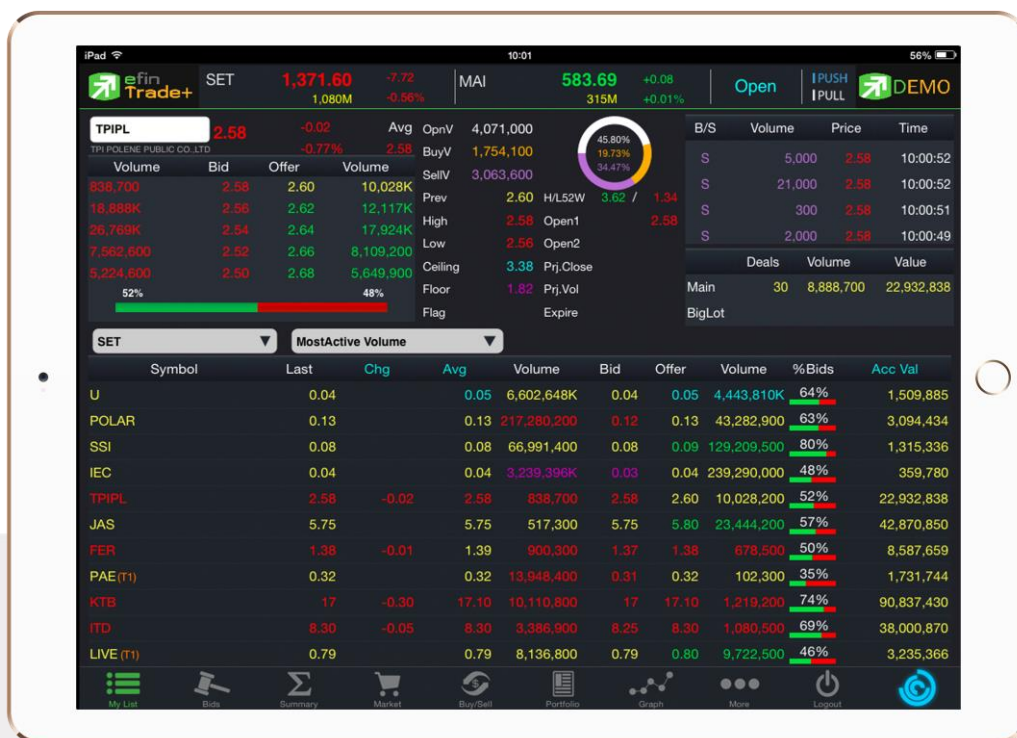 iPad 10:01 56%
efin Trade+ SET 1,371.60 -7.72 MAI 583.69 +0.08 Open PUSH DEMO
1,080M -0.56% 315M +0.01% PULL
TPIPL 2.58 -0.02 Avg OpnV 4,071,000 45.80% B/S Volume Price Time
TPI POLENE PUBLIC CO.,LTD -0.77% 2.58 BuyV 1,754,100 19.73% S 5,000 2.58 10:00:52
Volume Bid Offer Volume SellV 3,063,600 34.47% S 21,000 2.58 10:00:52
838,700 2.58 2.60 10,028K Prev 2.60 H/L52W 3.62 / 1.34 S 300 2.58 10:00:51
18,888K 2.56 2.62 12,117K High 2.58 Open1 2.58 S 2,000 2.58 10:00:49
26,769K 2.54 2.64 17,924K Low 2.56 Open2
7,562,600 2.52 2.66 8,109,200 Ceiling 3.38 Prj.Close Deals Volume Value
5,224,600 2.50 2.68 5,649,900 Floor 1.82 Prj.Vol Main 30 8,888,700 22,932,838
52% 48% Flag Expire BigLot
SET MostActive Volume
Symbol Last Chg Avg Volume Bid Offer Volume %Bids Acc Val
U 0.04 0.05 6,602,648K 0.04 0.05 4,443,810K 64% 1,509,885
POLAR 0.13 0.13 217,280,200 0.12 0.13 43,282,900 63% 3,094,434
SSI 0.08 0.08 66,991,400 0.08 0.09 129,209,500 80% 1,315,336
IEC 0.04 0.04 3,239,396K 0.03 0.04 239,290,000 48% 359,780
TPIPL 2.58 -0.02 2.58 838,700 2.58 2.60 10,028,200 52% 22,932,838
JAS 5.75 5.75 517,300 5.75 5.80 23,444,200 57% 42,870,850
FER 1.38 -0.01 1.39 900,300 1.37 1.38 678,500 50% 8,587,659
PAE (T1) 0.32 0.32 13,948,400 0.31 0.32 102,300 35% 1,731,744
KTB 17 -0.30 17.10 10,110,800 17 17.10 1,219,200 74% 90,837,430
ITD 8.30 -0.05 8.30 3,386,900 8.25 8.30 1,080,500 69% 38,000,870
LIVE (T1) 0.79 0.79 8,136,800 0.79 0.80 9,722,500 46% 3,235,366
My List Bids Summary Market Buy/Sell Portfolio Graph More Logout